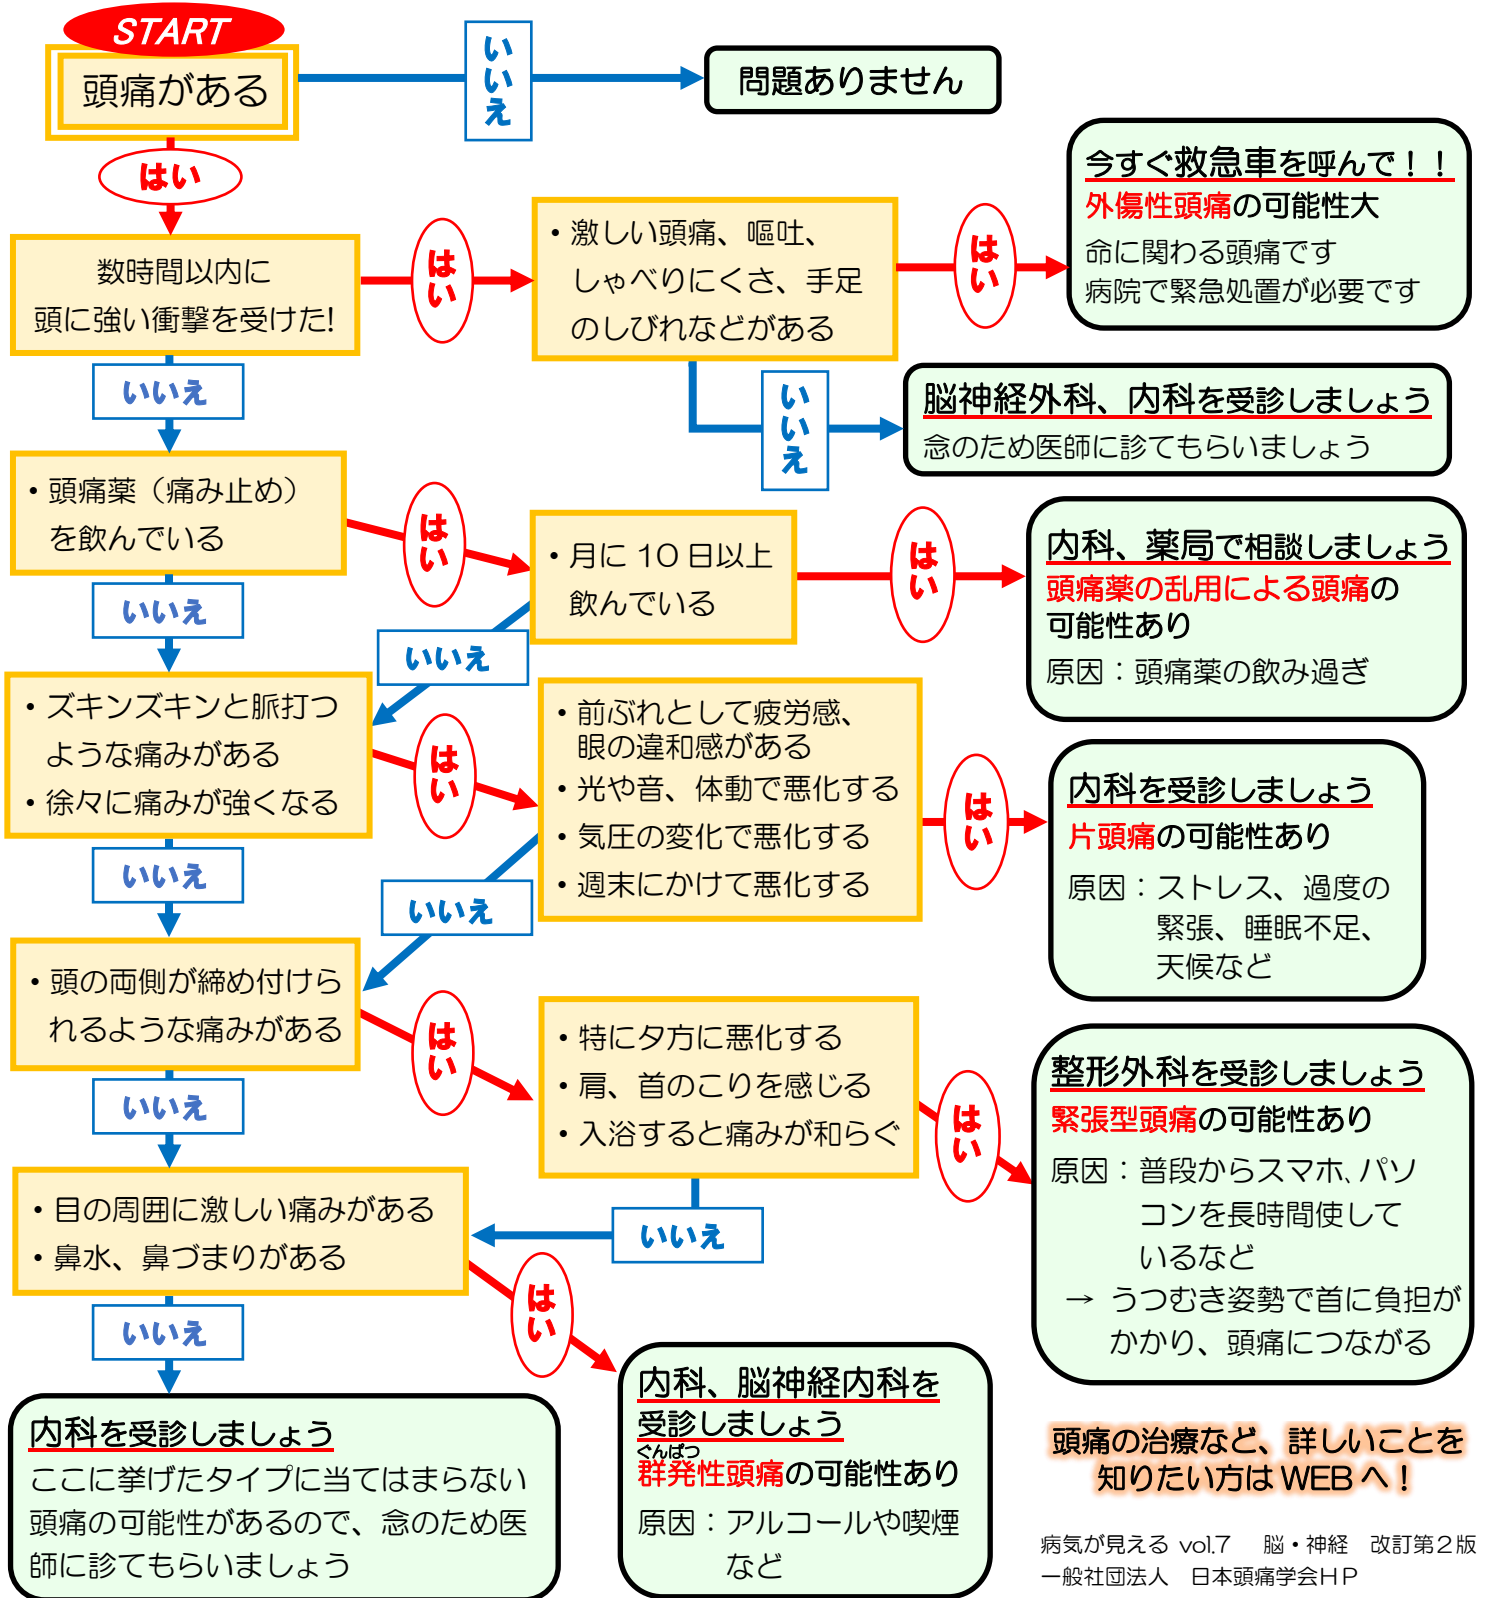 START
頭痛がある
いいえ
問題ありません
はい
数時間以内に
頭に強い衝撃を受けた!
はい
・激しい頭痛、嘔吐、
しゃべりにくさ、手足
のしびれなどがある
はい
今すぐ救急車を呼んで！！
外傷性頭痛の可能性大
命に関わる頭痛です
病院で緊急処置が必要です
いいえ
いいえ
脳神経外科、内科を受診しましょう
念のため医師に診てもらいましょう
・頭痛薬（痛み止め）
を飲んでいる
はい
・月に 10 日以上
飲んでいる
はい
内科、薬局で相談しましょう
頭痛薬の乱用による頭痛の
可能性あり
原因：頭痛薬の飲み過ぎ
いいえ
いいえ
・ズキンズキンと脈打つ
ような痛みがある
・徐々に痛みが強くなる
はい
・前ぶれとして疲労感、
眼の違和感がある
・光や音、体動で悪化する
・気圧の変化で悪化する
・週末にかけて悪化する
はい
内科を受診しましょう
片頭痛の可能性あり
原因：ストレス、過度の
緊張、睡眠不足、
天候など
いいえ
いいえ
・頭の両側が締め付けら
れるような痛みがある
はい
・特に夕方に悪化する
・肩、首のこりを感じる
・入浴すると痛みが和らぐ
はい
整形外科を受診しましょう
緊張型頭痛の可能性あり
原因：普段からスマホ、パソ
コンを長時間使して
いるなど
→ うつむき姿勢で首に負担が
かかり、頭痛につながる
いいえ
いいえ
・目の周囲に激しい痛みがある
・鼻水、鼻づまりがある
はい
いいえ
内科、脳神経内科を
受診しましょう
ぐんぱつ
群発性頭痛の可能性あり
原因：アルコールや喫煙
など
内科を受診しましょう
ここに挙げたタイプに当てはまらない
頭痛の可能性があるので、念のため医
師に診てもらいましょう
頭痛の治療など、詳しいことを
知りたい方は WEB へ！
病気が見える vol.7　脳・神経　改訂第２版
一般社団法人　日本頭痛学会ＨＰ